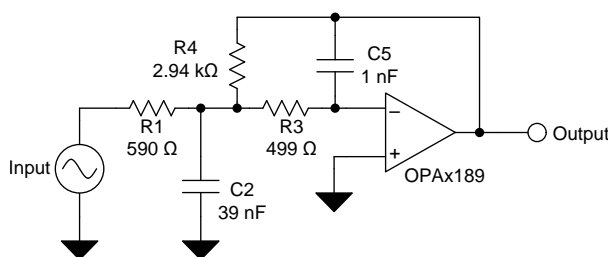 R4
2.94 kΩ
C5
1 nF
R1
590 Ω
R3
499 Ω
−
+
OPAx189
Output
Input
C2
39 nF